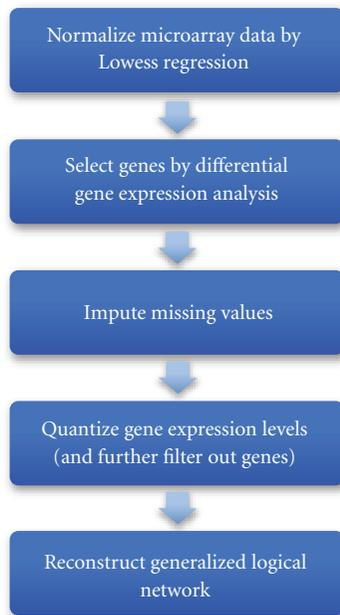 Normalize microarray data by
Lowess regression
Select genes by differential
gene expression analysis
Impute missing values
Quantize gene expression levels
(and further filter out genes)
Reconstruct generalized logical
network